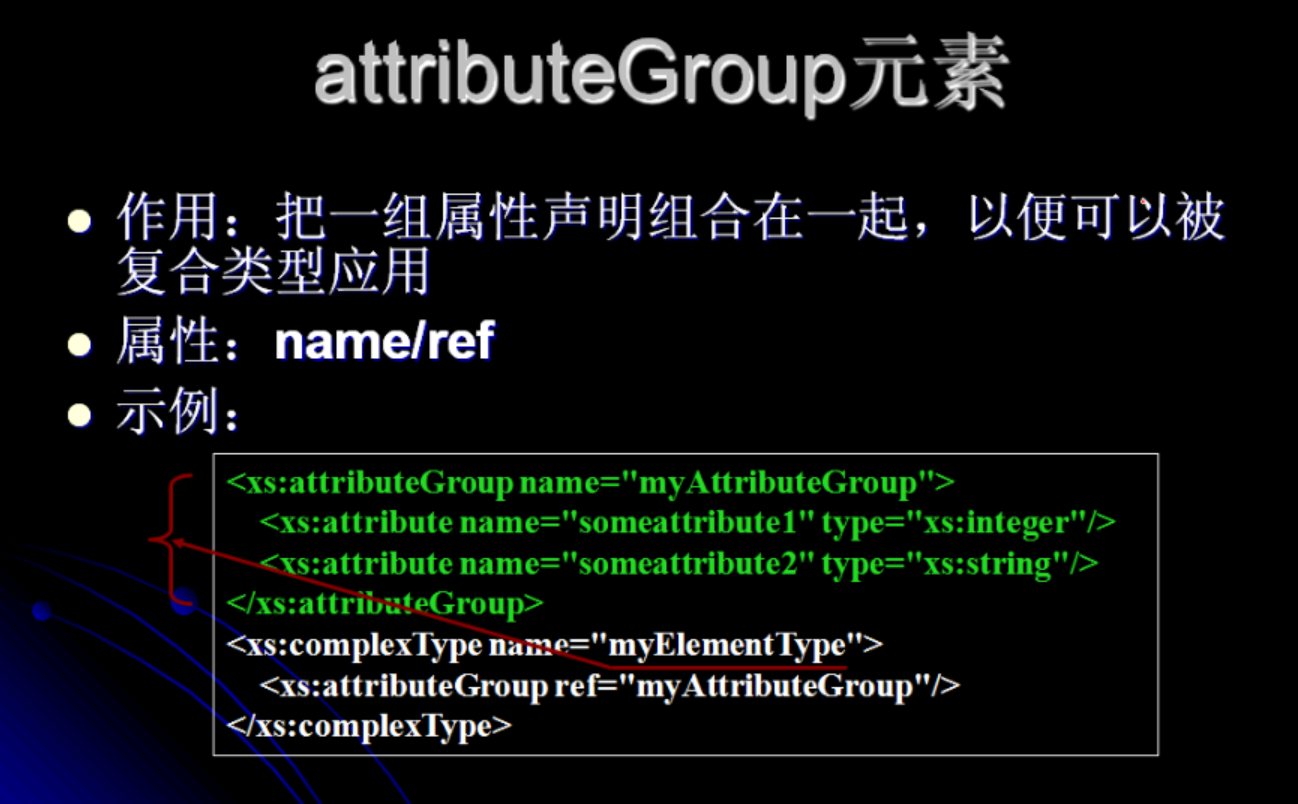 attributeGroup元素
作用：把一组属性声明组合在一起，以便可以被
复合类型应用
属性：name/ref
示例：
<xs:attributeGroup name="myAttributeGroup">
<xs:attribute name="someattribute1" type="xs:integer"/>
<xs:attribute name="someattribute2" type="xs:string"/>
</xs:attributeGroup>
<xs:complexType name="myElementType">
<xs:attributeGroup ref="myAttributeGroup"/>
</xs:complexType>